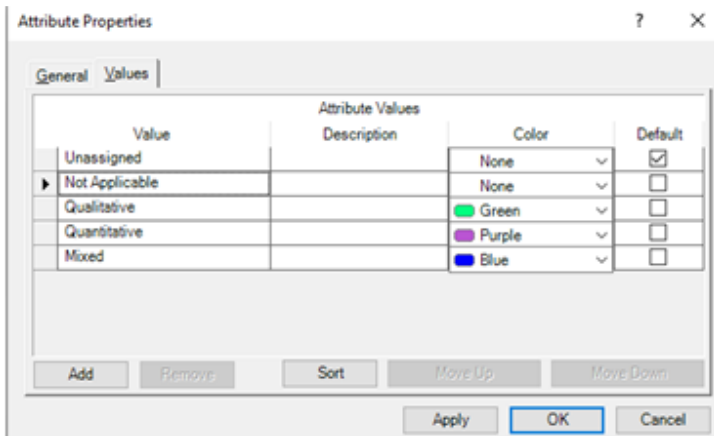 Attribute Properties ? ×
General Values
Attribute Values
Value Description Color Default
Unassigned None
Not Applicable None
Qualitative Green
Quantitative Purple
Mixed Blue
Add Remove Sort Move Up Move Down
Apply OK Cancel